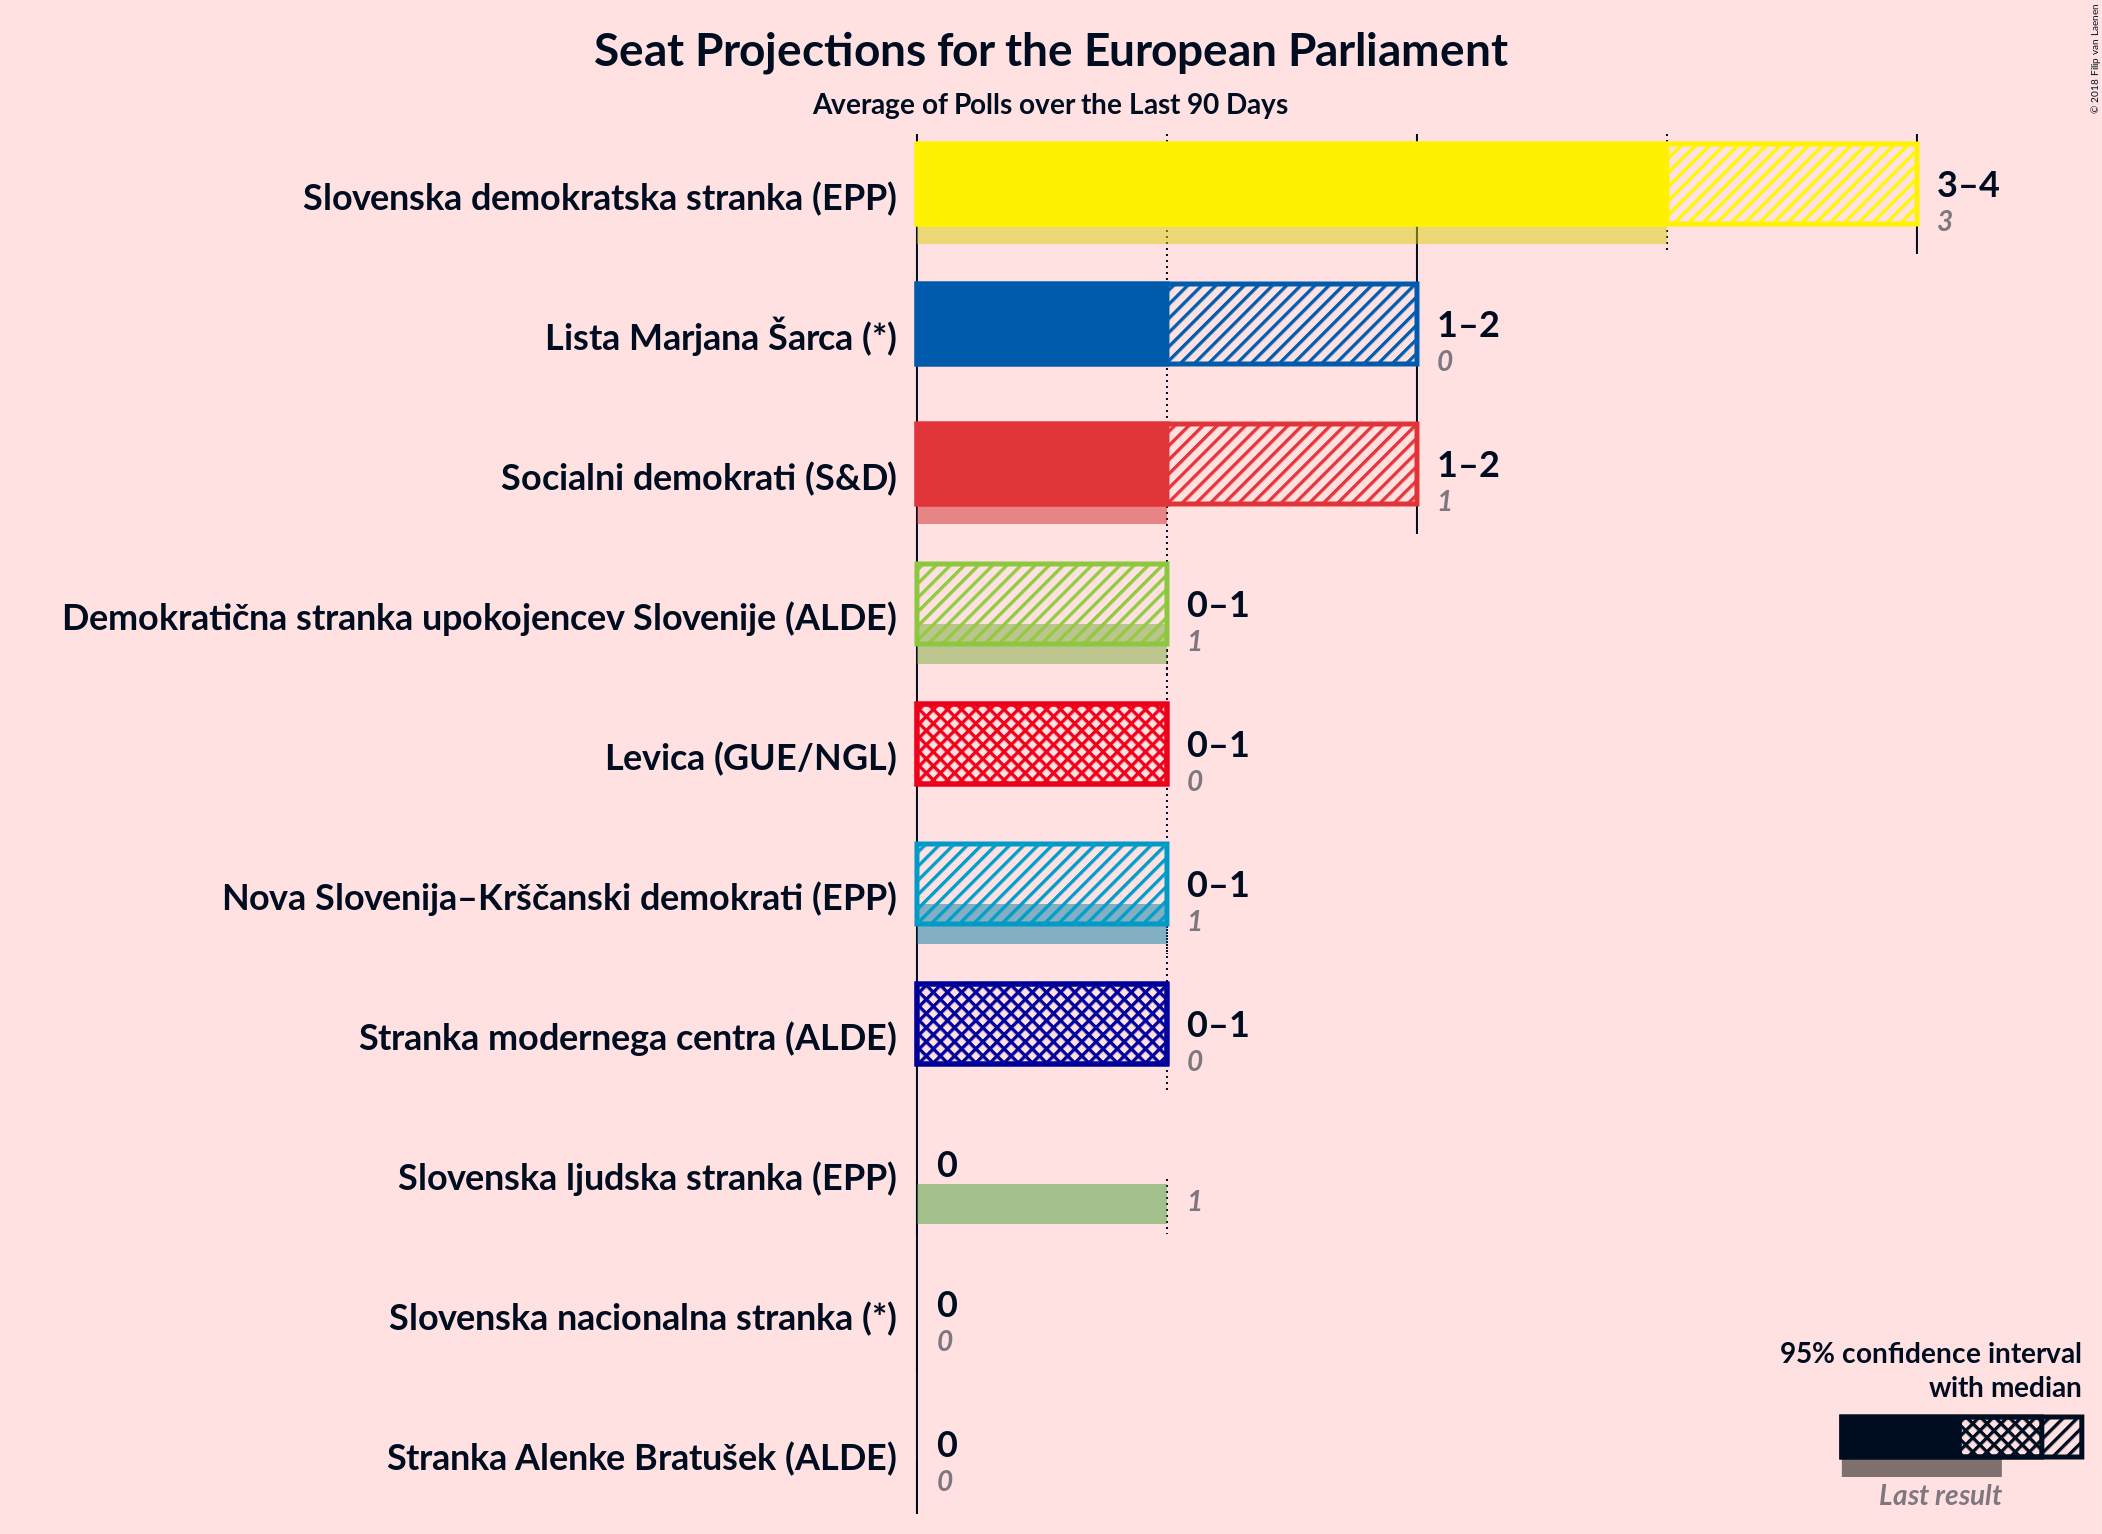 Seat Projections for the European Parliament
Average of Polls over the Last 90 Days
© 2018 Filip van Laenen
Slovenska demokratska stranka (EPP)
3–4
3
Lista Marjana Šarca (*)
1–2
0
Socialni demokrati (S&D)
1–2
1
Demokratična stranka upokojencev Slovenije (ALDE)
0–1
1
Levica (GUE/NGL)
0–1
0
Nova Slovenija–Krščanski demokrati (EPP)
0–1
1
Stranka modernega centra (ALDE)
0–1
0
Slovenska ljudska stranka (EPP)
0
1
Slovenska nacionalna stranka (*)
0
0
Stranka Alenke Bratušek (ALDE)
0
0
95% confidence interval
with median
Last result